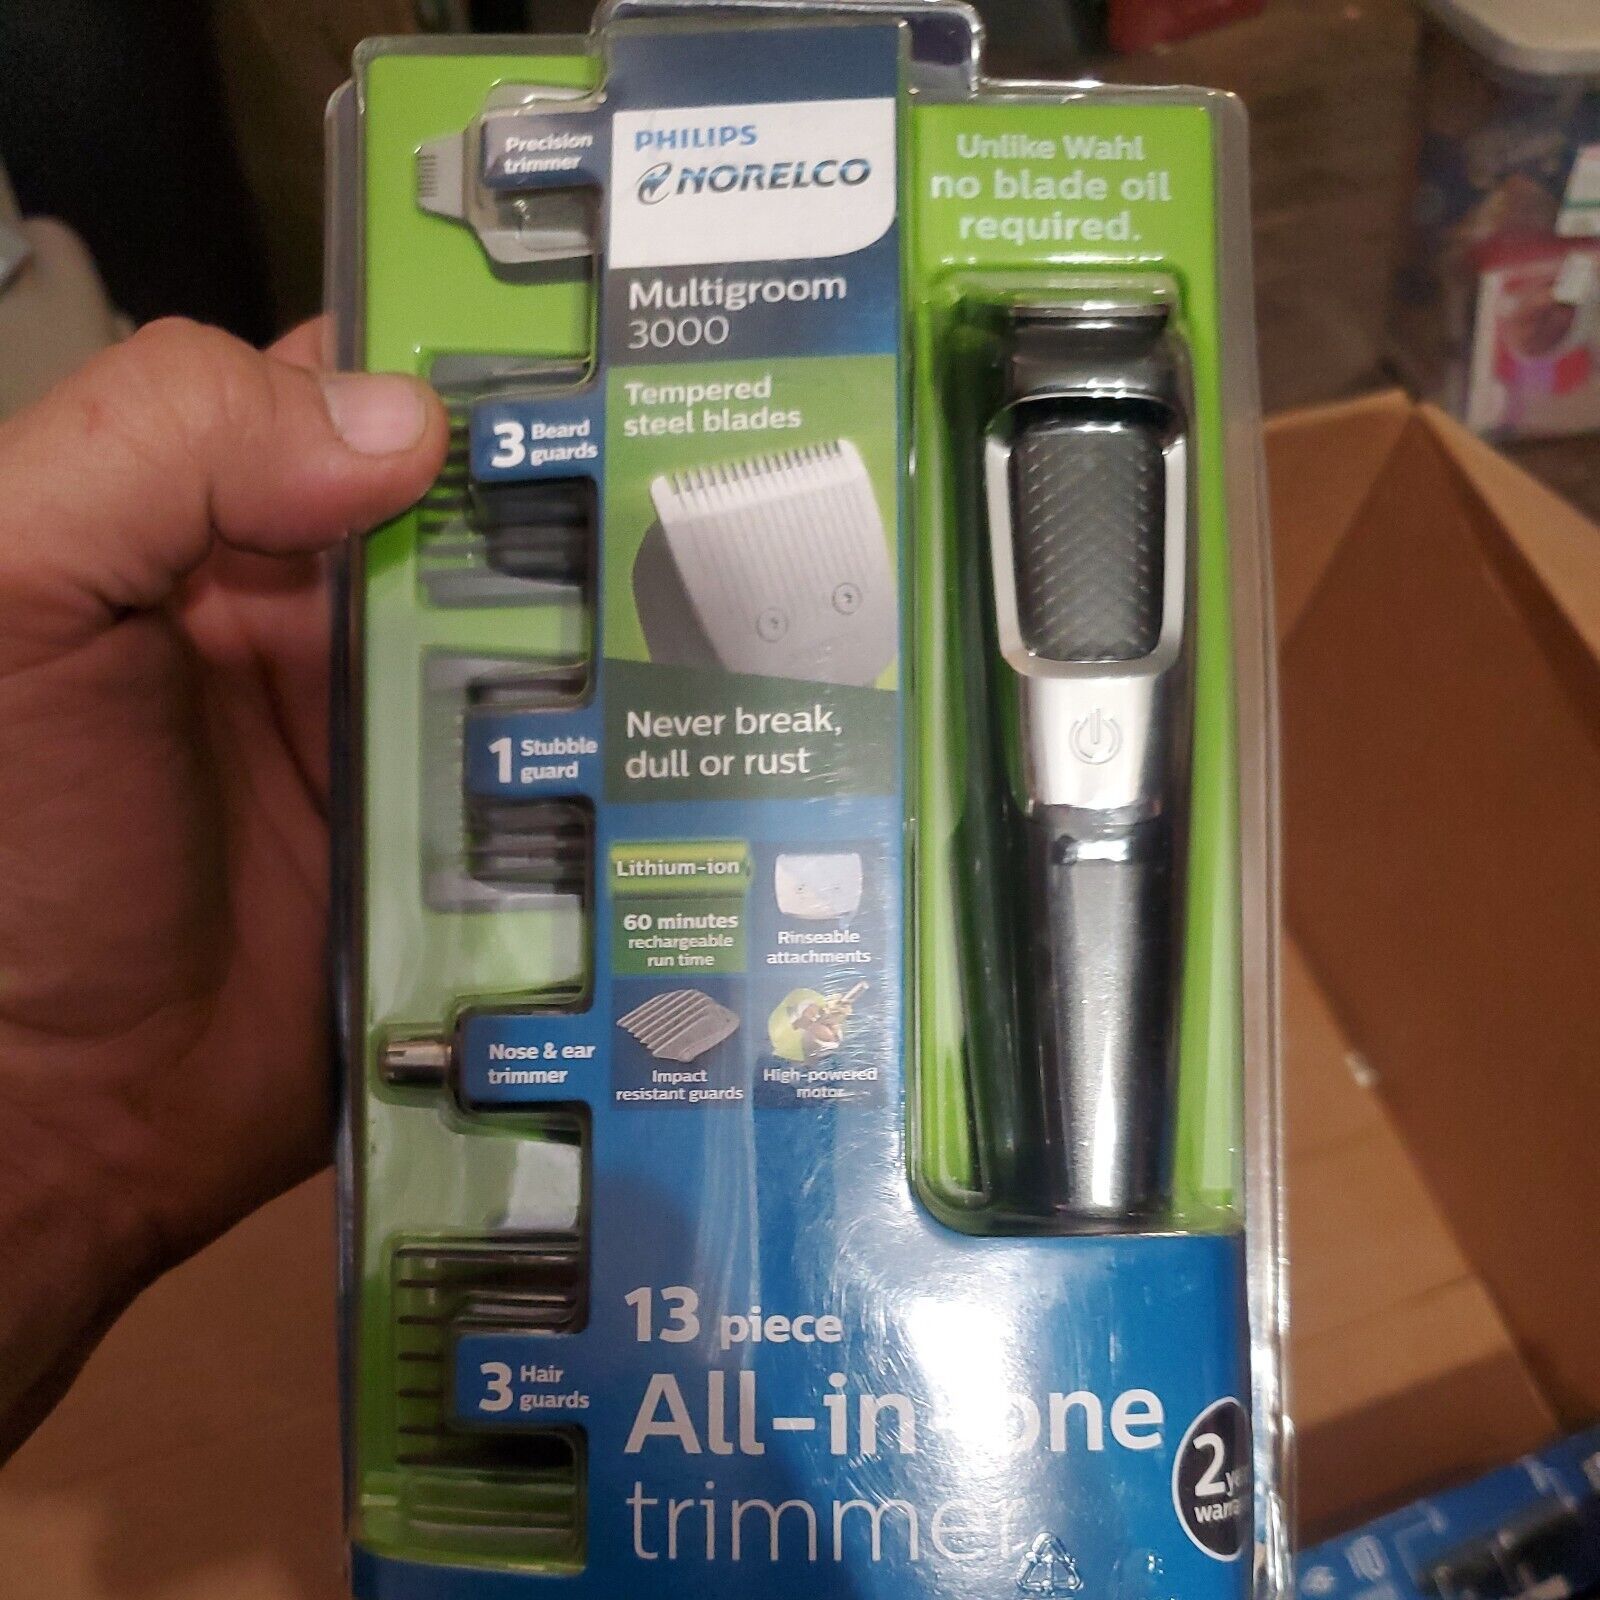 Precision
trimmer
PHILIPS
NORELCO
Unlike Wahl
no blade oil
required.
Multigroom
3000
Tempered
steel blades
3 Beard
guards
Never break,
dull or rust
1 Stubble
guard
Lithium-ion
60 minutes
rechargeable
run time
Rinseable
attachments
Nose & ear
trimmer
Impact
resistant guards
High-powered
motor
13 piece
All-in-one
trimmer
3 Hair
guards
2